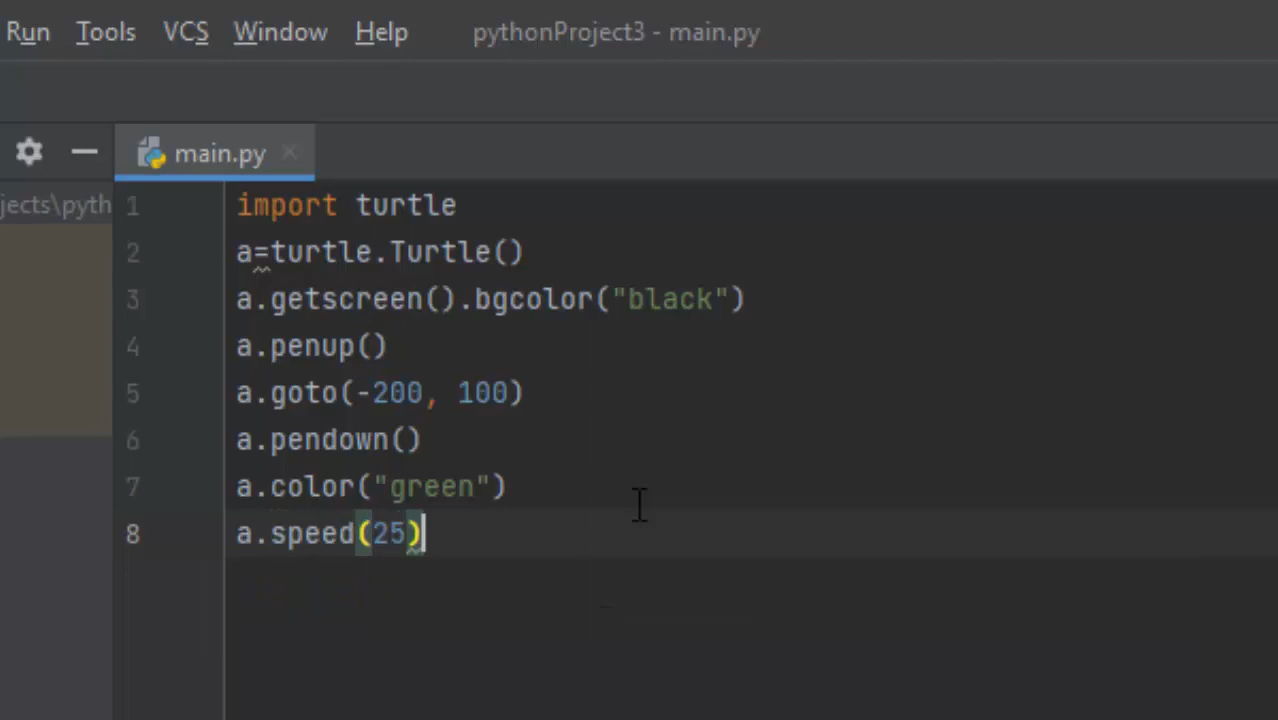 Run Tools VCS Window Help pythonProject3 - main.py
main.py
jects\pyth
1 import turtle
2 a=turtle.Turtle()
3 a.getscreen().bgcolor("black")
4 a.penup()
5 a.goto(-200, 100)
6 a.pendown()
7 a.color("green")
8 a.speed(25)